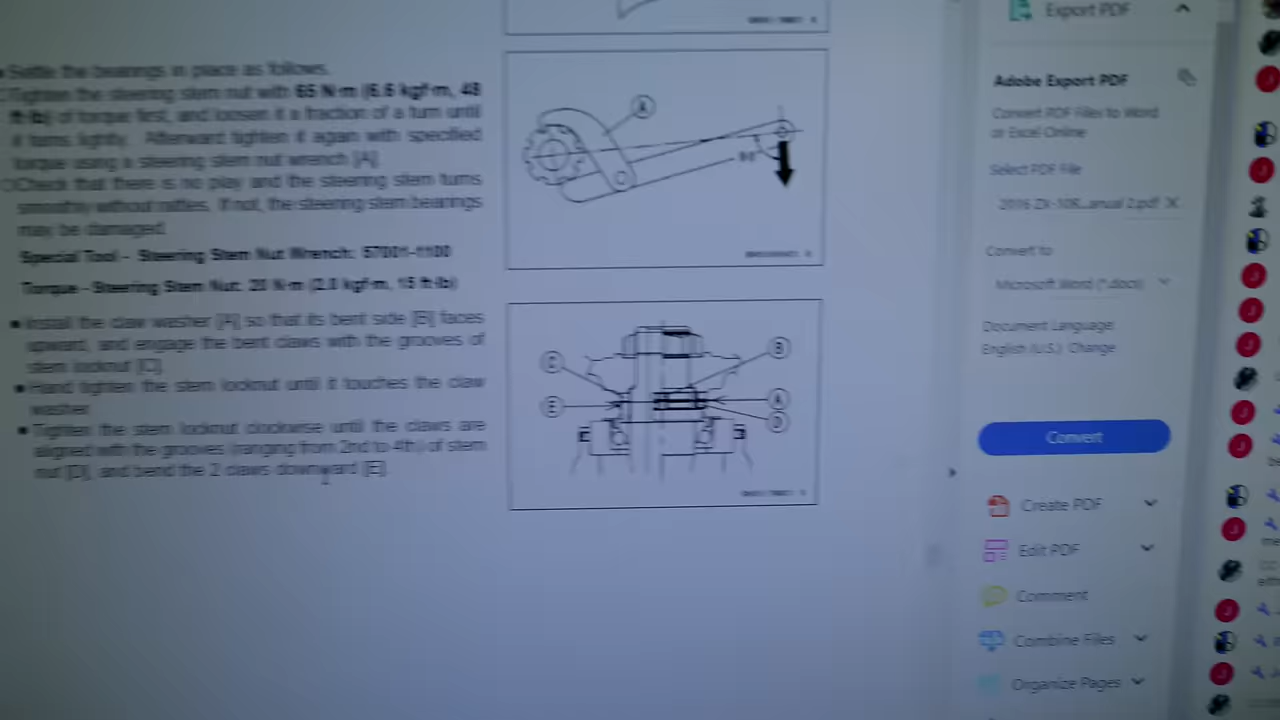 Settle the bearings in place as follows.
Tighten the steering stem nut with 65 N·m (6.6 kgf·m, 48
ft·lb) of torque first, and loosen it a fraction of a turn until
it turns lightly. Afterward tighten it again with specified
torque using a steering stem nut wrench [A].
Check that there is no play and the steering stem turns
smoothly without rattles. If not, the steering stem bearings
may be damaged.
Special Tool - Steering Stem Nut Wrench: 57001-1100
Torque - Steering Stem Nut: 20 N·m (2.0 kgf·m, 15 ft·lb)
Install the claw washer [A] so that its bent side [B] faces
upward, and engage the bent claws with the grooves of
stem locknut [C].
Hand tighten the stem locknut until it touches the claw
washer.
Tighten the stem locknut clockwise until the claws are
aligned with the grooves (ranging from 2nd to 4th) of stem
nut [D], and bend the 2 claws downward [E].
A
90°
C
B
E
A
D
Export PDF
Adobe Export PDF
Convert PDF Files to Word
or Excel Online
Select PDF File
2016 ZX-10R...anual 2.pdf X
Convert to
Microsoft Word (*.docx)
Document Language:
English (U.S.) Change
Convert
Create PDF
Edit PDF
Comment
Combine Files
Organize Pages